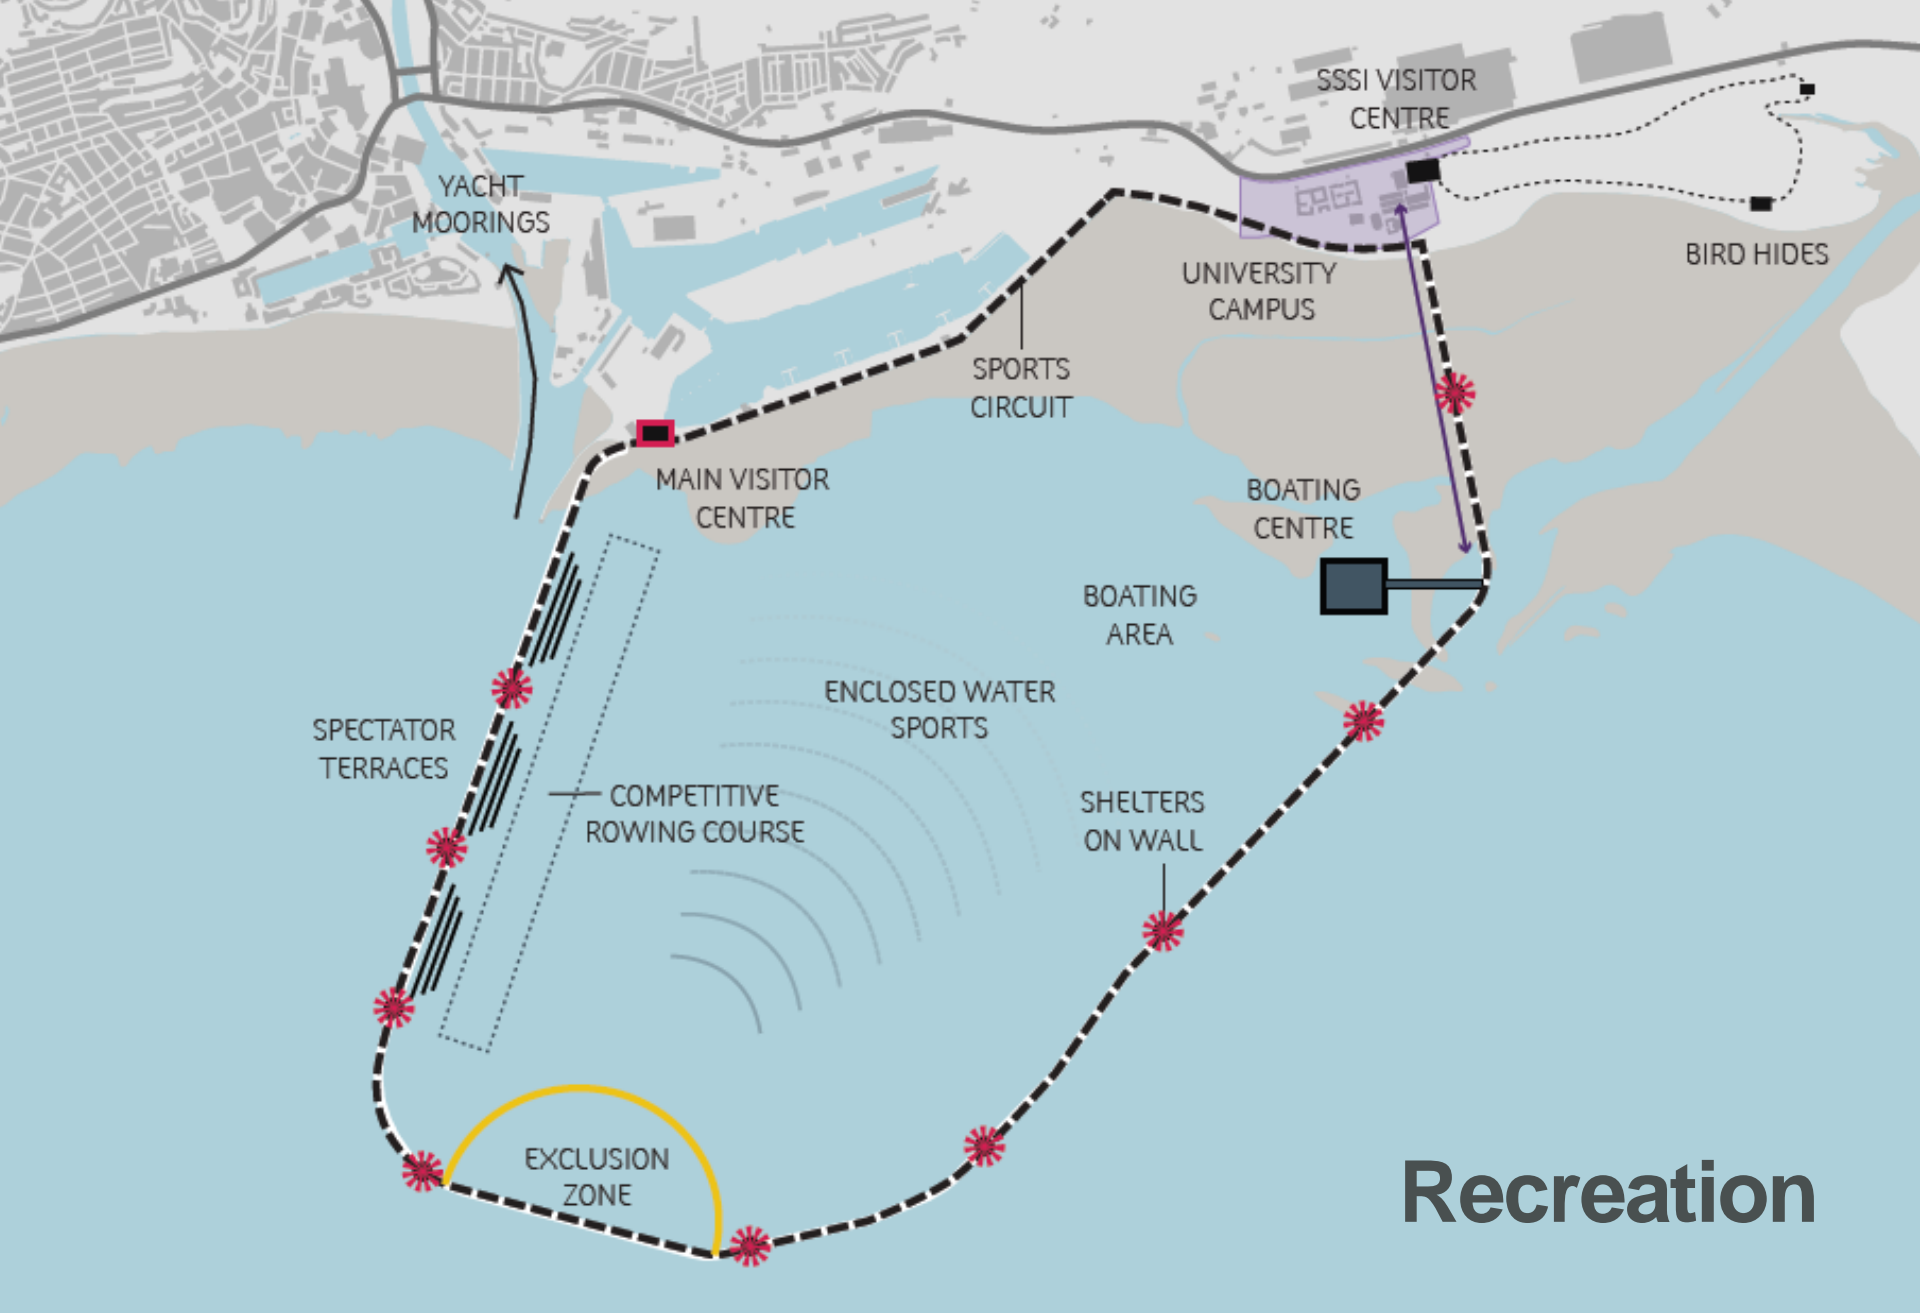 SSSI VISITOR
CENTRE
YACHT
MOORINGS
BIRD HIDES
UNIVERSITY
CAMPUS
SPORTS
CIRCUIT
MAIN VISITOR
CENTRE
BOATING
CENTRE
BOATING
AREA
ENCLOSED WATER
SPORTS
SPECTATOR
TERRACES
COMPETITIVE
ROWING COURSE
SHELTERS
ON WALL
EXCLUSION
ZONE
Recreation